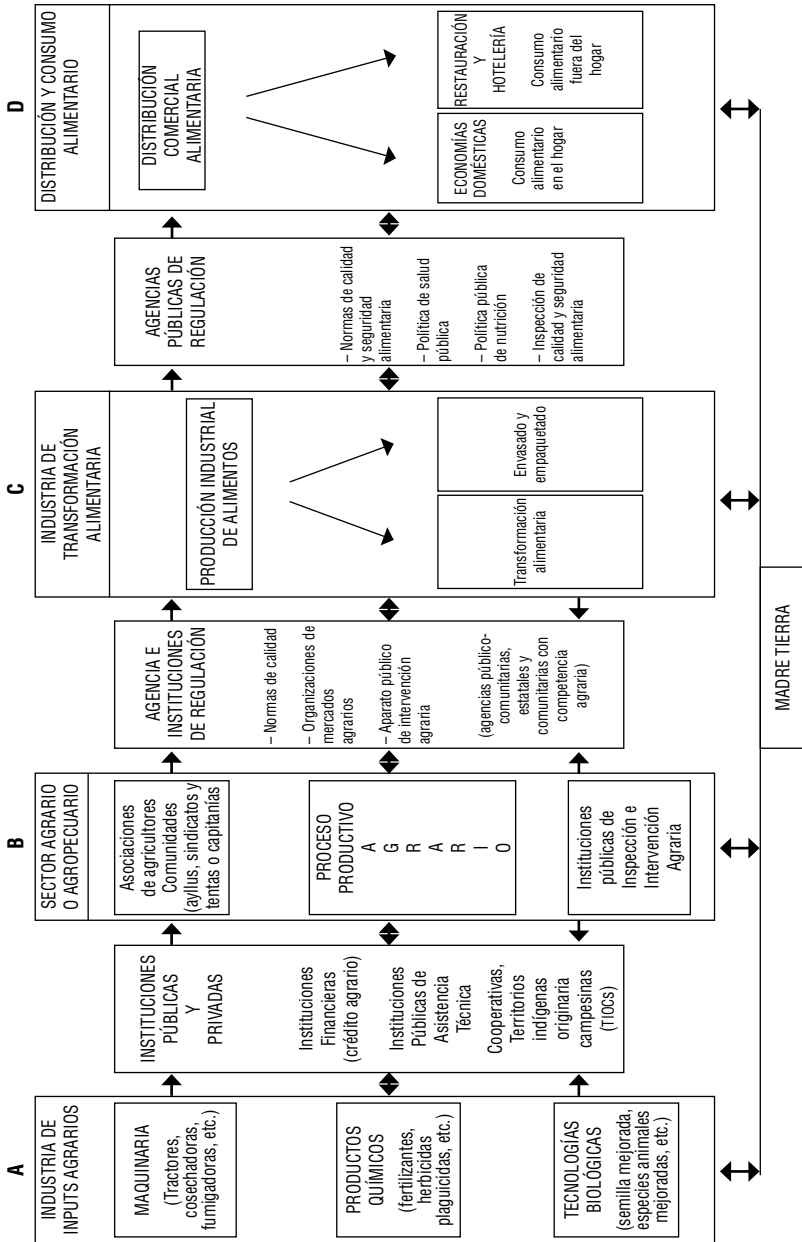 A
INDUSTRIA DE
INPUTS AGRARIOS
MAQUINARIA
(Tractores,
cosechadoras,
fumigadoras, etc.)
PRODUCTOS
QUÍMICOS
(fertilizantes,
herbicidas
plaguicidas, etc.)
TECNOLOGÍAS
BIOLÓGICAS
(semilla mejorada,
especies animales
mejoradas, etc.)
INSTITUCIONES
PÚBLICAS
Y
PRIVADAS
Instituciones
Financieras
(crédito agrario)
Instituciones
Públicas de
Asistencia
Técnica
Cooperativas,
Territorios
indígenas
originaria
campesinas
(TIOCs)
B
SECTOR AGRARIO
O AGROPECUARIO
Asociaciones
de agricultores
Comunidades
(ayllus, sindicatos y
tentas o capitanías)
PROCESO
PRODUCTIVO
A
G
R
A
R
I
O
Instituciones
públicas de
Inspección e
Intervención
Agraria
AGENCIA E
INSTITUCIONES
DE REGULACIÓN
– Normas de calidad
– Organizaciones de
mercados
agrarios
– Aparato público
de intervención
agraria
(agencias público-
comunitarias,
estatales y
comunitarias con
competencia
agraria)
C
INDUSTRIA DE
TRANSFORMACIÓN
ALIMENTARIA
PRODUCCIÓN INDUSTRIAL
DE ALIMENTOS
Transformación
alimentaria
Envasado y
empaquetado
AGENCIAS
PÚBLICAS DE
REGULACIÓN
– Normas de calidad
y seguridad
alimentaria
– Política de salud
pública
– Política pública
de nutrición
– Inspección de
calidad y seguridad
alimentaria
D
DISTRIBUCIÓN Y CONSUMO
ALIMENTARIO
DISTRIBUCIÓN
COMERCIAL
ALIMENTARIA
ECONOMÍAS
DOMÉSTICAS
Consumo
alimentario
en el hogar
RESTAURACIÓN
Y
HOTELERÍA
Consumo
alimentario
fuera del
hogar
MADRE TIERRA